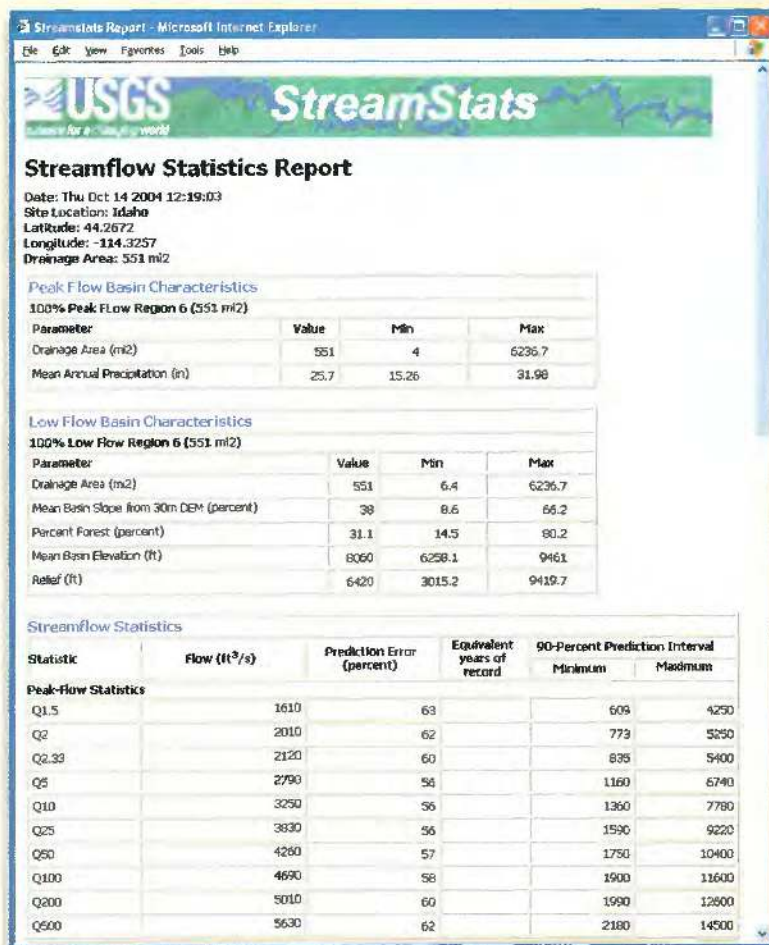 Streamstats Report - Microsoft Internet Explorer
File Edit View Favorites Tools Help
USGS
science for a changing world
StreamStats
Streamflow Statistics Report
Date: Thu Oct 14 2004 12:19:03
Site Location: Idaho
Latitude: 44.2672
Longitude: -114.3257
Drainage Area: 551 mi2
Peak Flow Basin Characteristics
100% Peak FLow Region 6 (551 mi2)
Parameter Value Min Max
Drainage Area (mi2) 551 4 6236.7
Mean Annual Precipitation (in) 25.7 15.26 31.98
Low Flow Basin Characteristics
100% Low Flow Region 6 (551 mi2)
Parameter Value Min Max
Drainage Area (mi2) 551 6.4 6236.7
Mean Basin Slope from 30m DEM (percent) 38 8.6 66.2
Percent Forest (percent) 31.1 14.5 80.2
Mean Basin Elevation (ft) 8060 6258.1 9461
Relief (ft) 6420 3015.2 9419.7
Streamflow Statistics
Statistic Flow (ft³/s) Prediction Error (percent) Equivalent years of record 90-Percent Prediction Interval
Minimum Maximum
Peak-Flow Statistics
Q1.5 1610 63 609 4250
Q2 2010 62 773 5250
Q2.33 2120 60 835 5400
Q5 2790 56 1160 6740
Q10 3250 56 1360 7780
Q25 3830 56 1590 9220
Q50 4260 57 1750 10400
Q100 4690 58 1900 11600
Q200 5010 60 1990 12600
Q500 5630 62 2180 14500